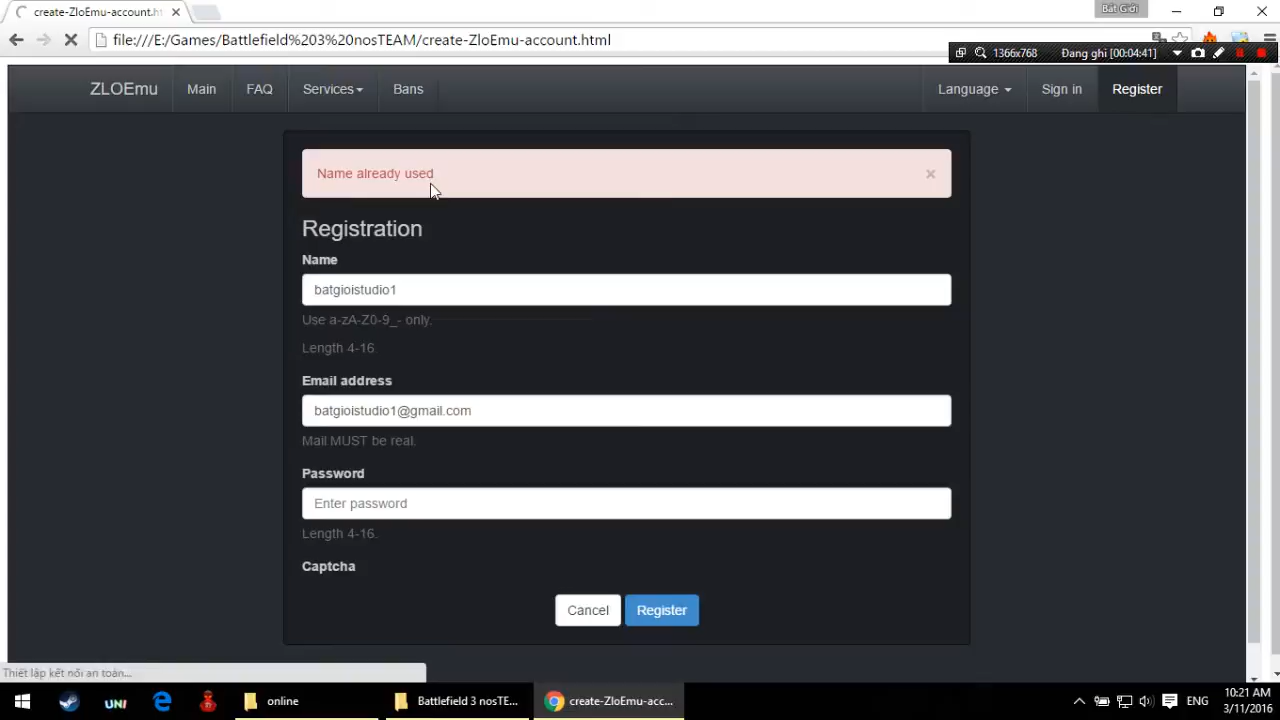 create-ZloEmu-account.ht
Bát Giới
file:///E:/Games/Battlefield%203%20nosTEAM/create-ZloEmu-account.html
1366x768 Đang ghi [00:04:41]
ZLOEmu Main FAQ Services Bans Language Sign in Register
Name already used ×
Registration
Name
batgioistudio1
Use a-zA-Z0-9_- only.
Length 4-16.
Email address
batgioistudio1@gmail.com
Mail MUST be real.
Password
Enter password
Length 4-16.
Captcha
Cancel Register
Thiết lập kết nối an toàn...
UNI online Battlefield 3 nosTE... create-ZloEmu-acc... ENG 10:21 AM
3/11/2016